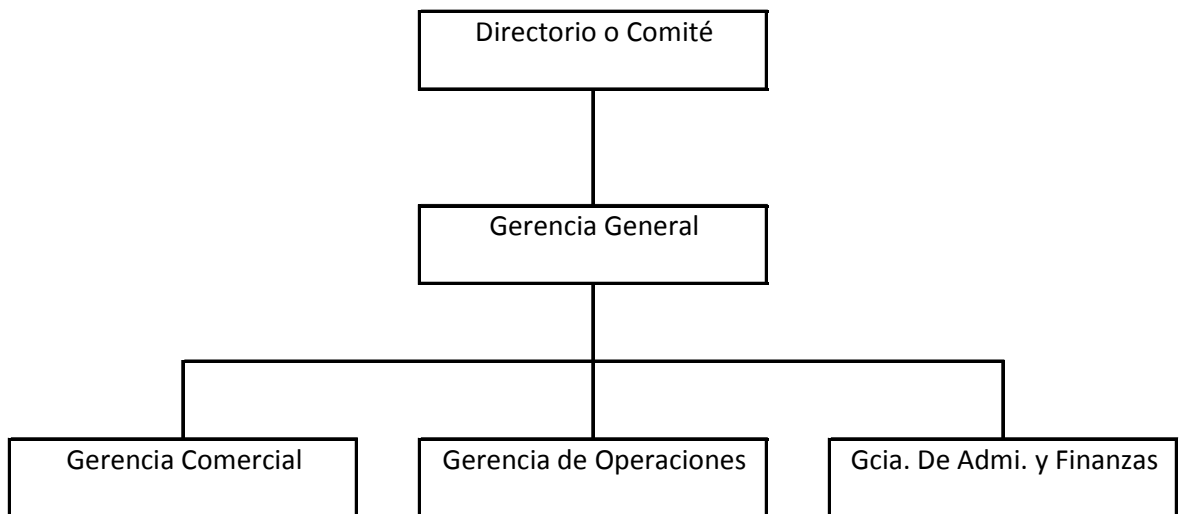 Directorio o Comité
Gerencia General
Gerencia Comercial
Gerencia de Operaciones
Gcia. De Admi. y Finanzas